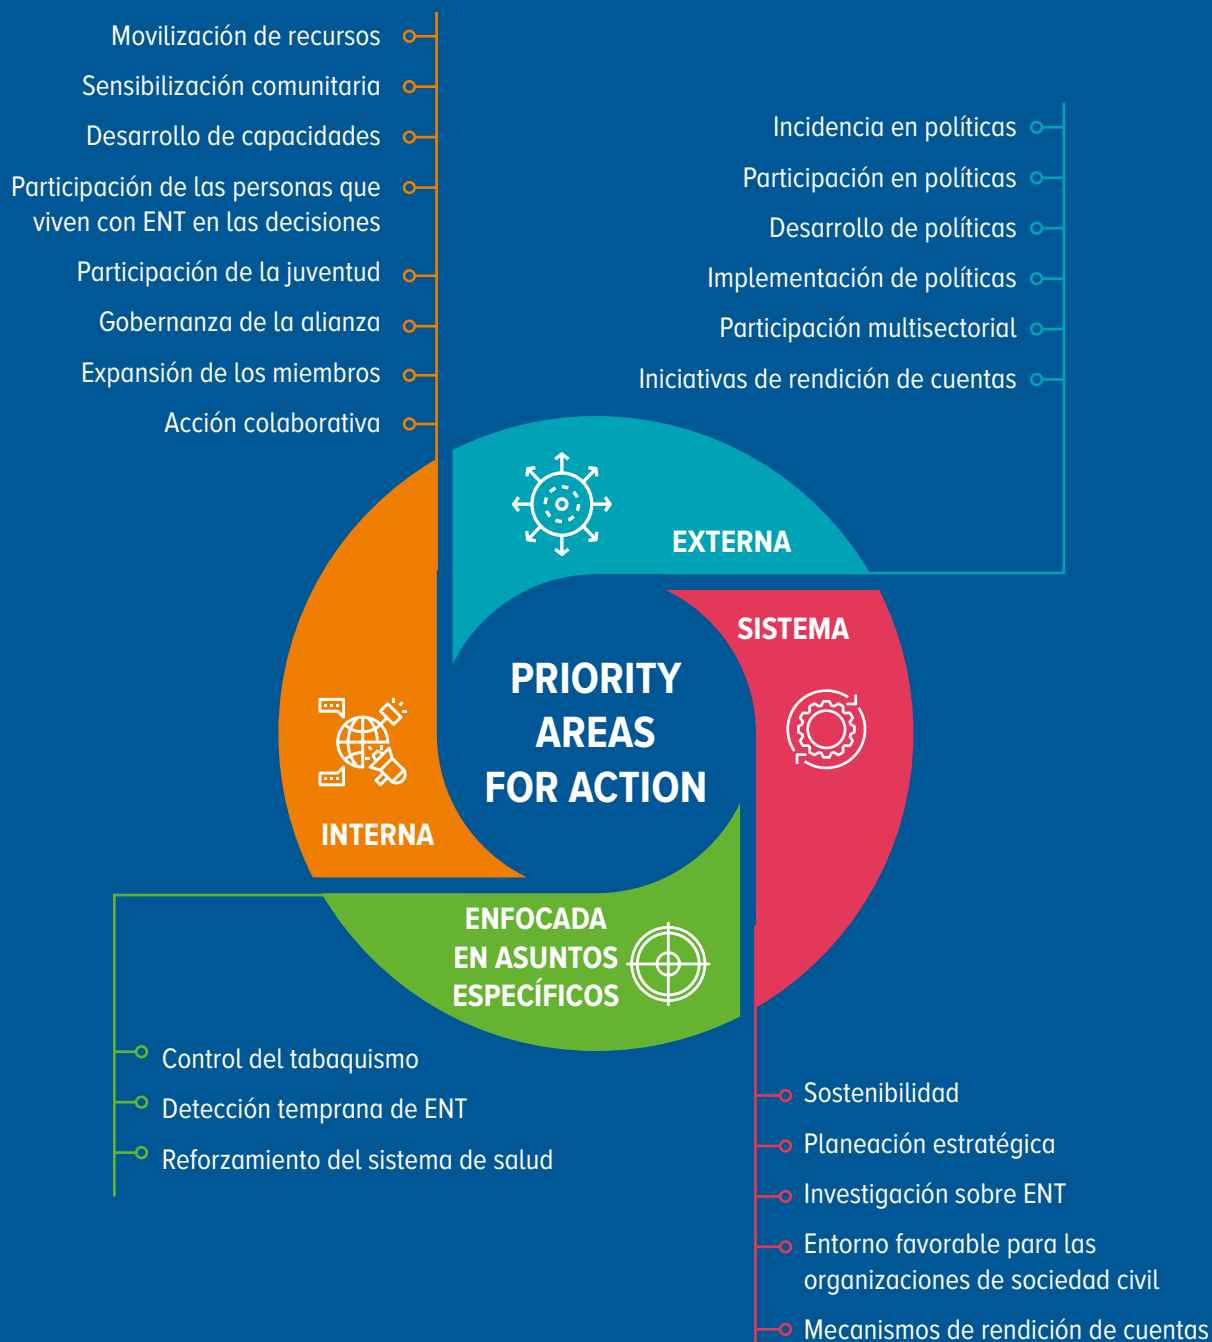 Movilización de recursos
Sensibilización comunitaria
Desarrollo de capacidades
Participación de las personas que
viven con ENT en las decisiones
Participación de la juventud
Gobernanza de la alianza
Expansión de los miembros
Acción colaborativa
Incidencia en políticas
Participación en políticas
Desarrollo de políticas
Implementación de políticas
Participación multisectorial
Iniciativas de rendición de cuentas
EXTERNA
SISTEMA
PRIORITY
AREAS
FOR ACTION
INTERNA
ENFOCADA
EN ASUNTOS
ESPECÍFICOS
Control del tabaquismo
Detección temprana de ENT
Reforzamiento del sistema de salud
Sostenibilidad
Planeación estratégica
Investigación sobre ENT
Entorno favorable para las
organizaciones de sociedad civil
Mecanismos de rendición de cuentas